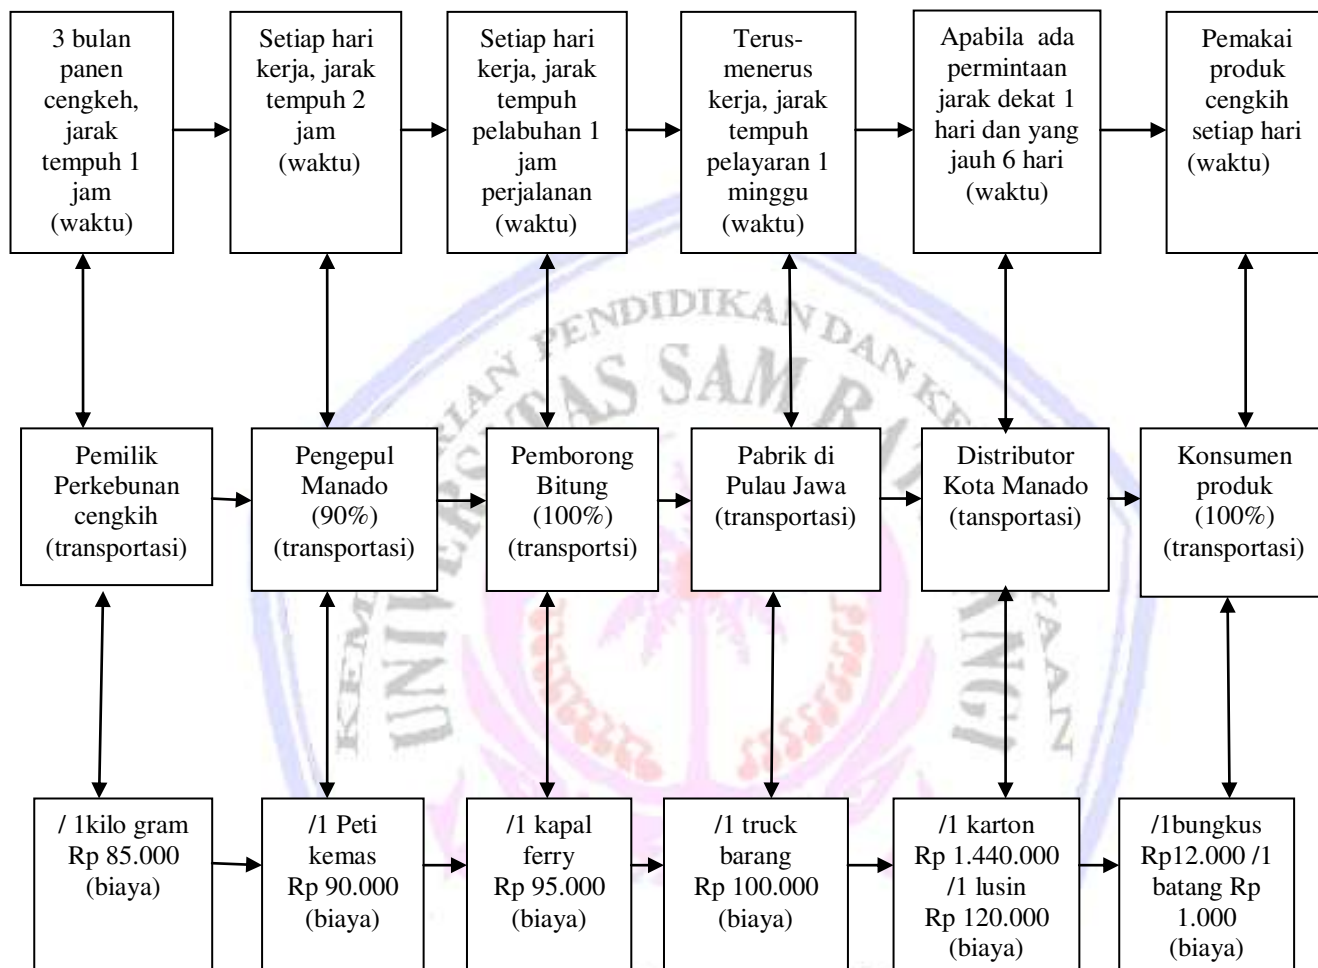 3 bulan
panen
cengkeh,
jarak
tempuh 1
jam
(waktu)
Setiap hari
kerja, jarak
tempuh 2
jam
(waktu)
Setiap hari
kerja, jarak
tempuh
pelabuhan 1
jam
perjalanan
(waktu)
Terus-
menerus
kerja, jarak
tempuh
pelayaran 1
minggu
(waktu)
Apabila ada
permintaan
jarak dekat 1
hari dan yang
jauh 6 hari
(waktu)
Pemakai
produk
cengkih
setiap hari
(waktu)
Pemilik
Perkebunan
cengkih
(transportasi)
Pengepul
Manado
(90%)
(transportasi)
Pemborong
Bitung
(100%)
(transportsi)
Pabrik di
Pulau Jawa
(transportasi)
Distributor
Kota Manado
(tansportasi)
Konsumen
produk
(100%)
(transportasi)
/ 1kilo gram
Rp 85.000
(biaya)
/1 Peti
kemas
Rp 90.000
(biaya)
/1 kapal
ferry
Rp 95.000
(biaya)
/1 truck
barang
Rp 100.000
(biaya)
/1 karton
Rp 1.440.000
/1 lusin
Rp 120.000
(biaya)
/1bungkus
Rp12.000 /1
batang Rp
1.000
(biaya)
PENDIDIKAN DAN
SAM